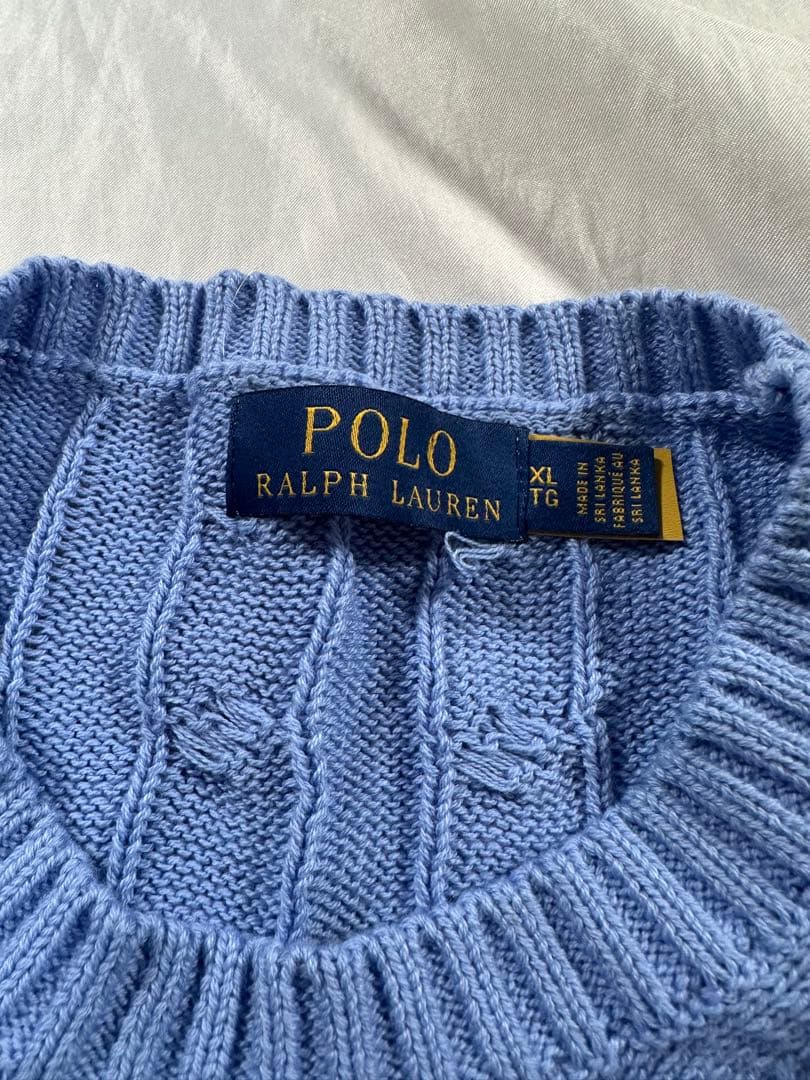 POLO
RALPH LAUREN
XL
TG
MADE IN
SRI LANKA
FABRIQUÉ AU
SRI LANKA